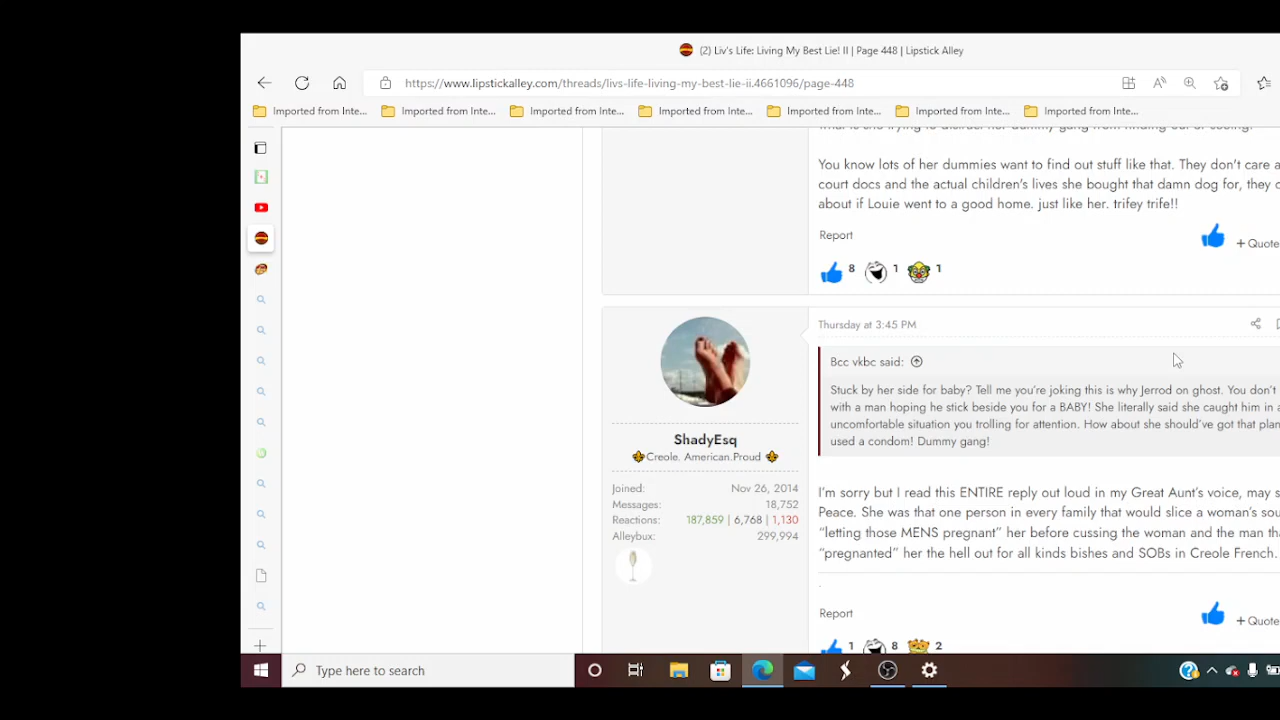 (2) Liv's Life: Living My Best Lie! II | Page 448 | Lipstick Alley
https://www.lipstickalley.com/threads/livs-life-living-my-best-lie-ii.4661096/page-448
Imported from Inte... Imported from Inte... Imported from Inte... Imported from Inte... Imported from Inte... Imported from Inte... Imported from Inte...
You know lots of her dummies want to find out stuff like that. They don't care a
court docs and the actual children's lives she bought that damn dog for, they c
about if Louie went to a good home. just like her. trifey trife!!
Report
+ Quote
8 1 1
Thursday at 3:45 PM
Bcc vkbc said:
Stuck by her side for baby? Tell me you're joking this is why Jerrod on ghost. You don't
with a man hoping he stick beside you for a BABY! She literally said she caught him in a
uncomfortable situation you trolling for attention. How about she should've got that plan
used a condom! Dummy gang!
ShadyEsq
Creole. American.Proud
Joined: Nov 26, 2014
Messages: 18,752
Reactions: 187,859 | 6,768 | 1,130
Alleybux: 299,994
I'm sorry but I read this ENTIRE reply out loud in my Great Aunt's voice, may s
Peace. She was that one person in every family that would slice a woman's sou
"letting those MENS pregnant" her before cussing the woman and the man tha
"pregnanted" her the hell out for all kinds bishes and SOBs in Creole French.
.
Report
+ Quote
1 8 2
Type here to search